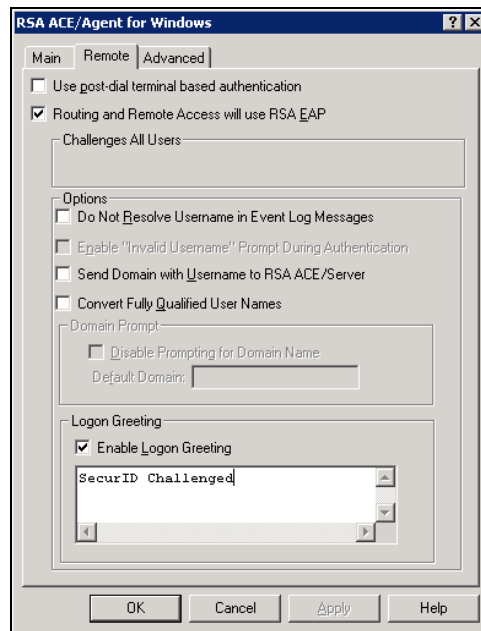 RSA ACE/Agent for Windows
Main Remote Advanced
Use post-dial terminal based authentication
Routing and Remote Access will use RSA EAP
Challenges All Users
Options
Do Not Resolve Username in Event Log Messages
Enable "Invalid Username" Prompt During Authentication
Send Domain with Username to RSA ACE/Server
Convert Fully Qualified User Names
Domain Prompt
Disable Prompting for Domain Name
Default Domain:
Logon Greeting
Enable Logon Greeting
SecurID Challenged
OK Cancel Apply Help